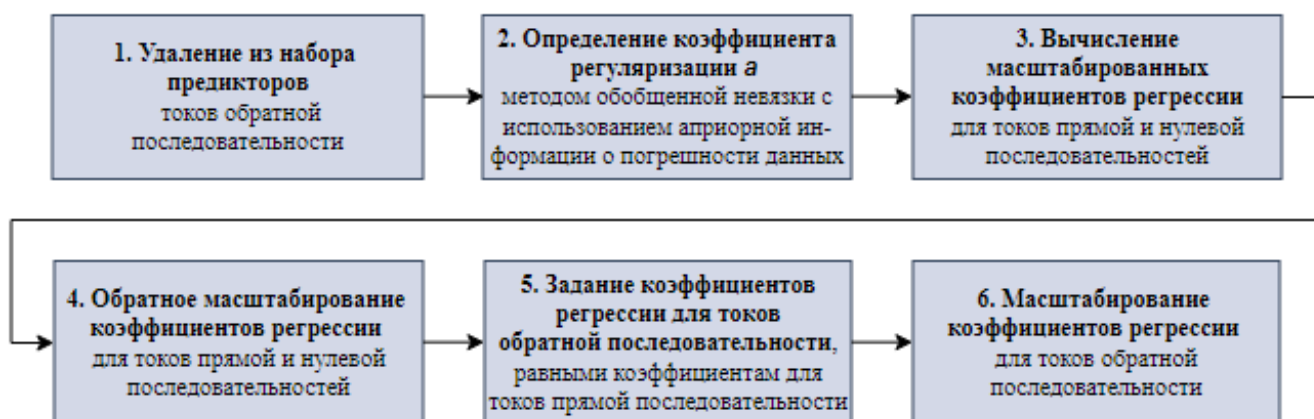 1. Удаление из набора
предикторов
токов обратной
последовательности
2. Определение коэффициента
регуляризации a
методом обобщенной невязки с
использованием априорной ин-
формации о погрешности данных
3. Вычисление
масштабированных
коэффициентов регрессии
для токов прямой и нулевой
последовательностей
4. Обратное масштабирование
коэффициентов регрессии
для токов прямой и нулевой
последовательностей
5. Задание коэффициентов
регрессии для токов
обратной последовательности,
равными коэффициентам для
токов прямой последовательности
6. Масштабирование
коэффициентов регрессии
для токов обратной
последовательности